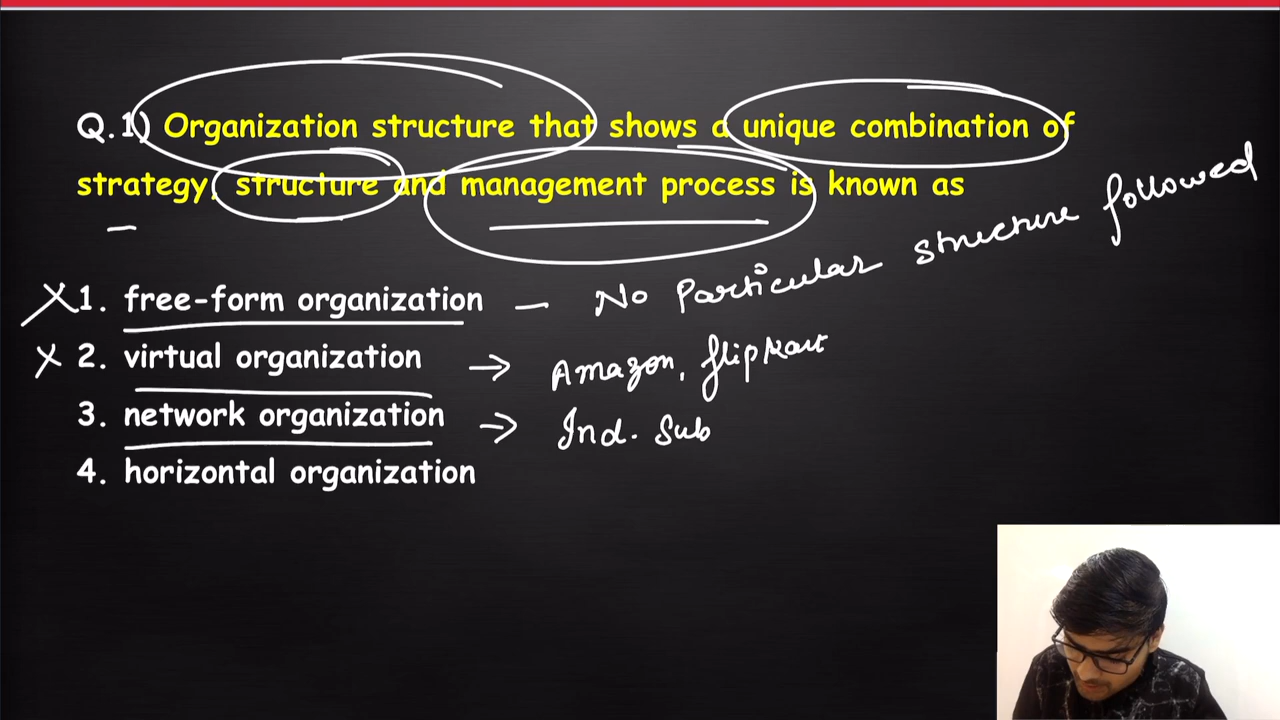 Q.1) Organization structure that shows a unique combination of
strategy, structure and management process is known as
1. free-form organization – No Particular structure followed
2. virtual organization → Amazon, flipkart
3. network organization → Ind. Sub
4. horizontal organization